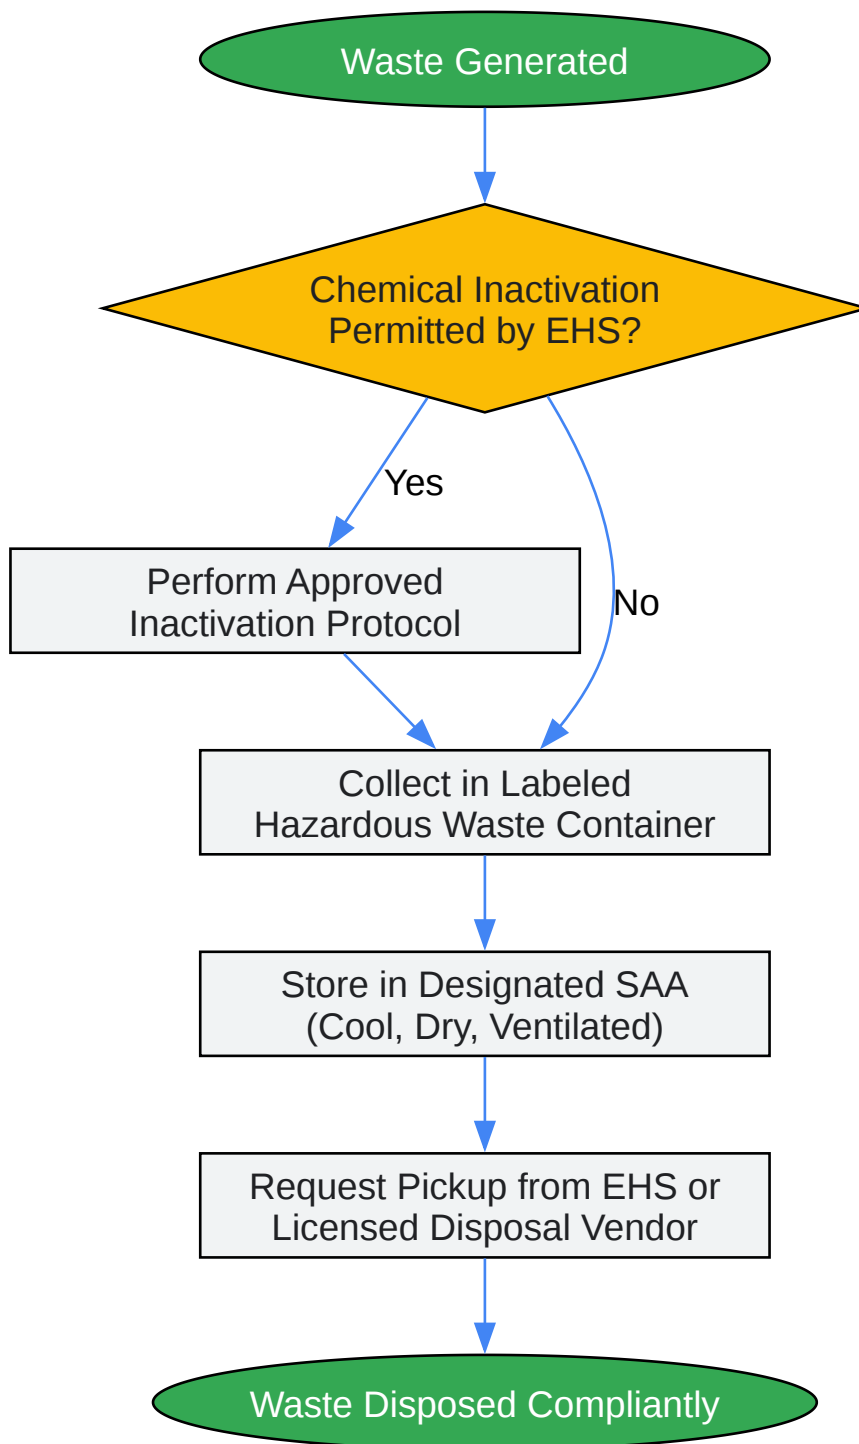 Waste Generated
Chemical Inactivation
Permitted by EHS?
Yes
Perform Approved
Inactivation Protocol
No
Collect in Labeled
Hazardous Waste Container
Store in Designated SAA
(Cool, Dry, Ventilated)
Request Pickup from EHS or
Licensed Disposal Vendor
Waste Disposed Compliantly